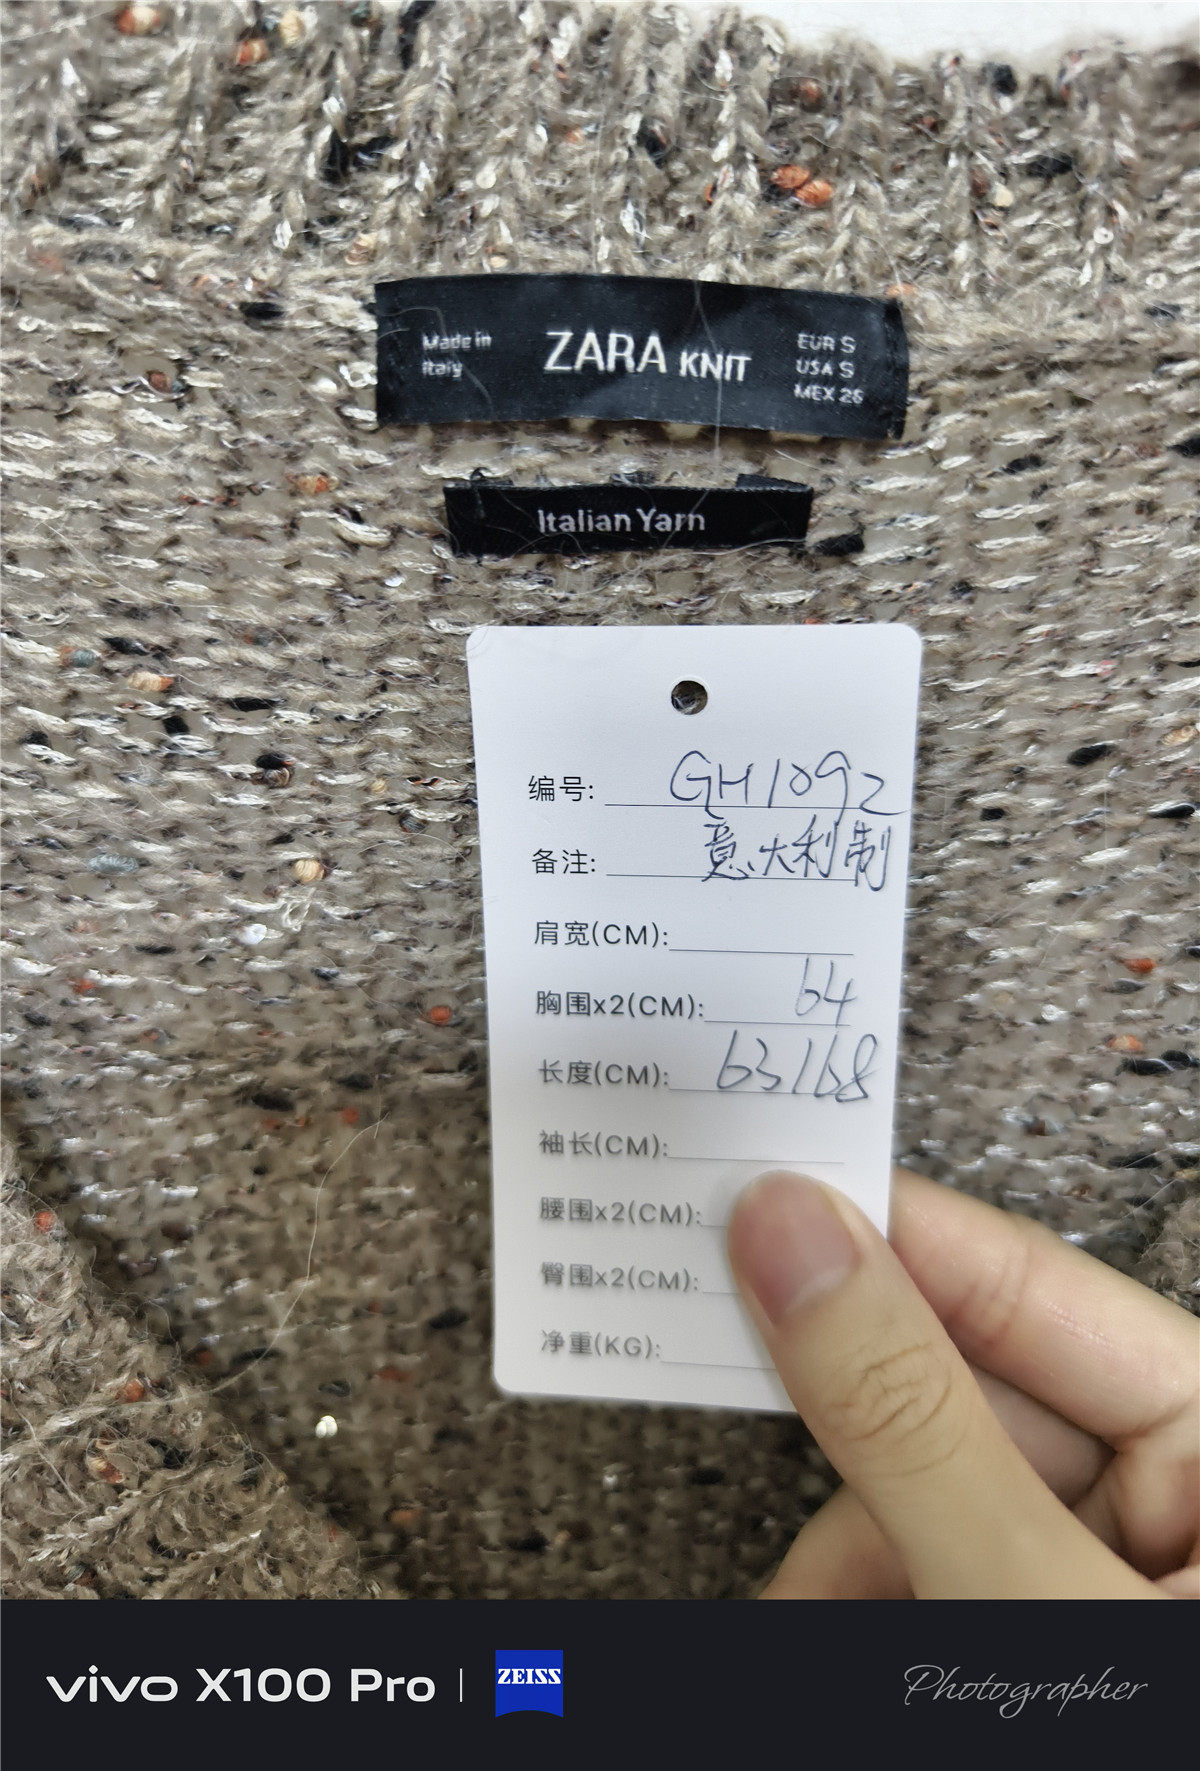 Made in
Italy
ZARA KNIT
EUR S
USA S
MEX 26
Italian Yarn
编号: GH1092
备注: 意大利制
肩宽(CM):
胸围x2(CM): 64
长度(CM): 63/68
袖长(CM):
腰围x2(CM):
臀围x2(CM):
净重(KG):
vivo X100 Pro | ZEISS
Photographer